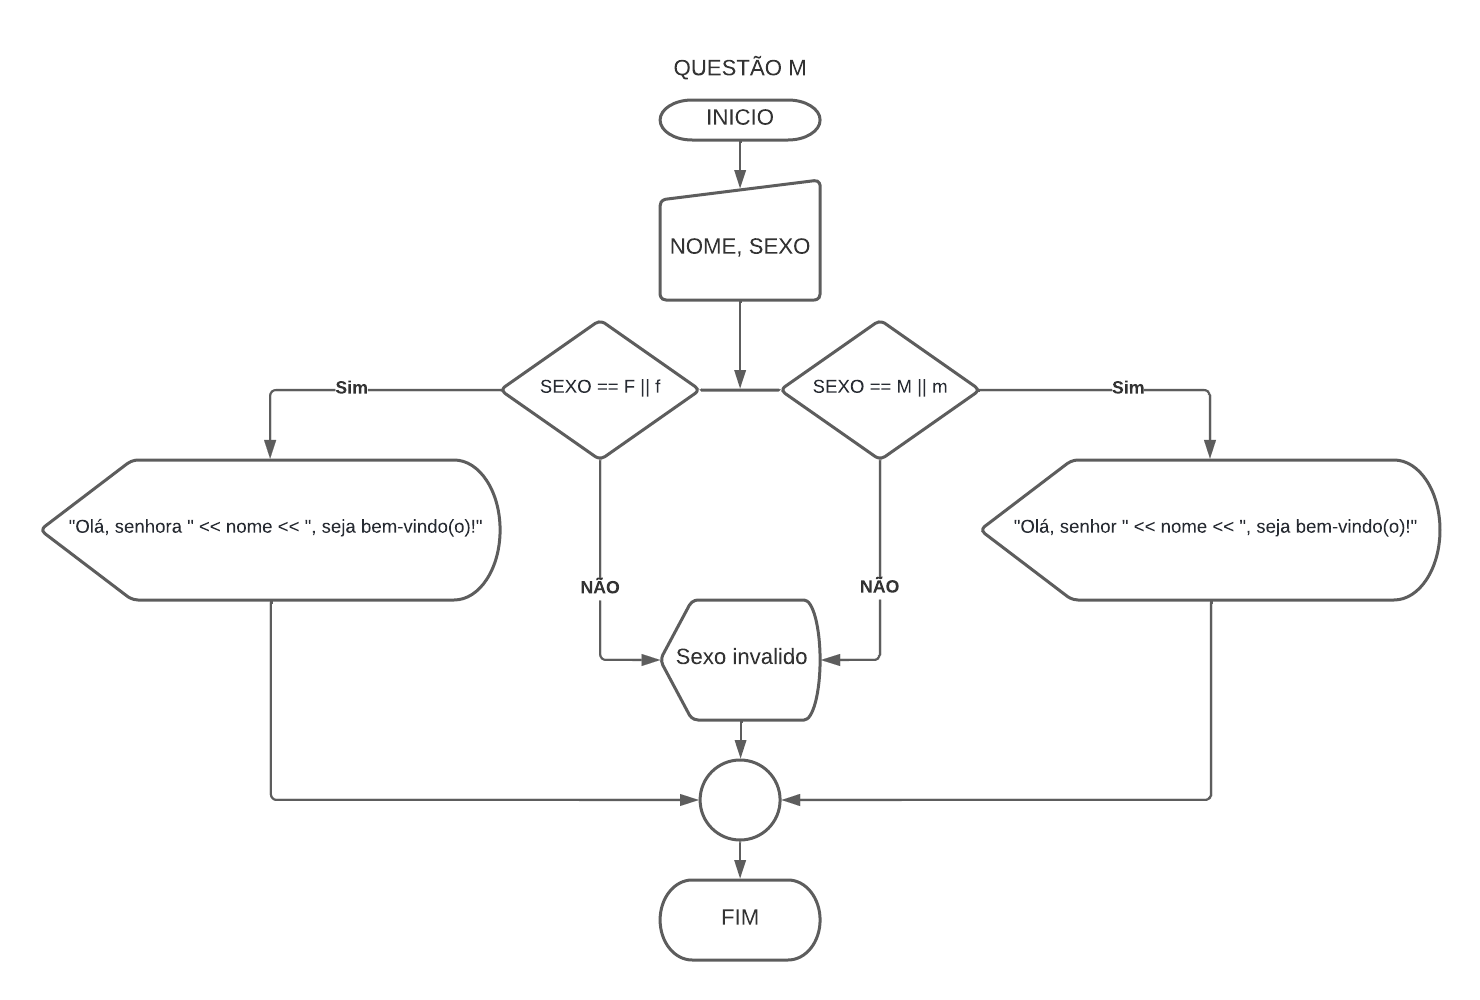 QUESTÃO M
INICIO
NOME, SEXO
SEXO == F || f
SEXO == M || m
Sim
Sim
"Olá, senhora " << nome << ", seja bem-vindo(o)!"
"Olá, senhor " << nome << ", seja bem-vindo(o)!"
NÃO
NÃO
Sexo invalido
FIM